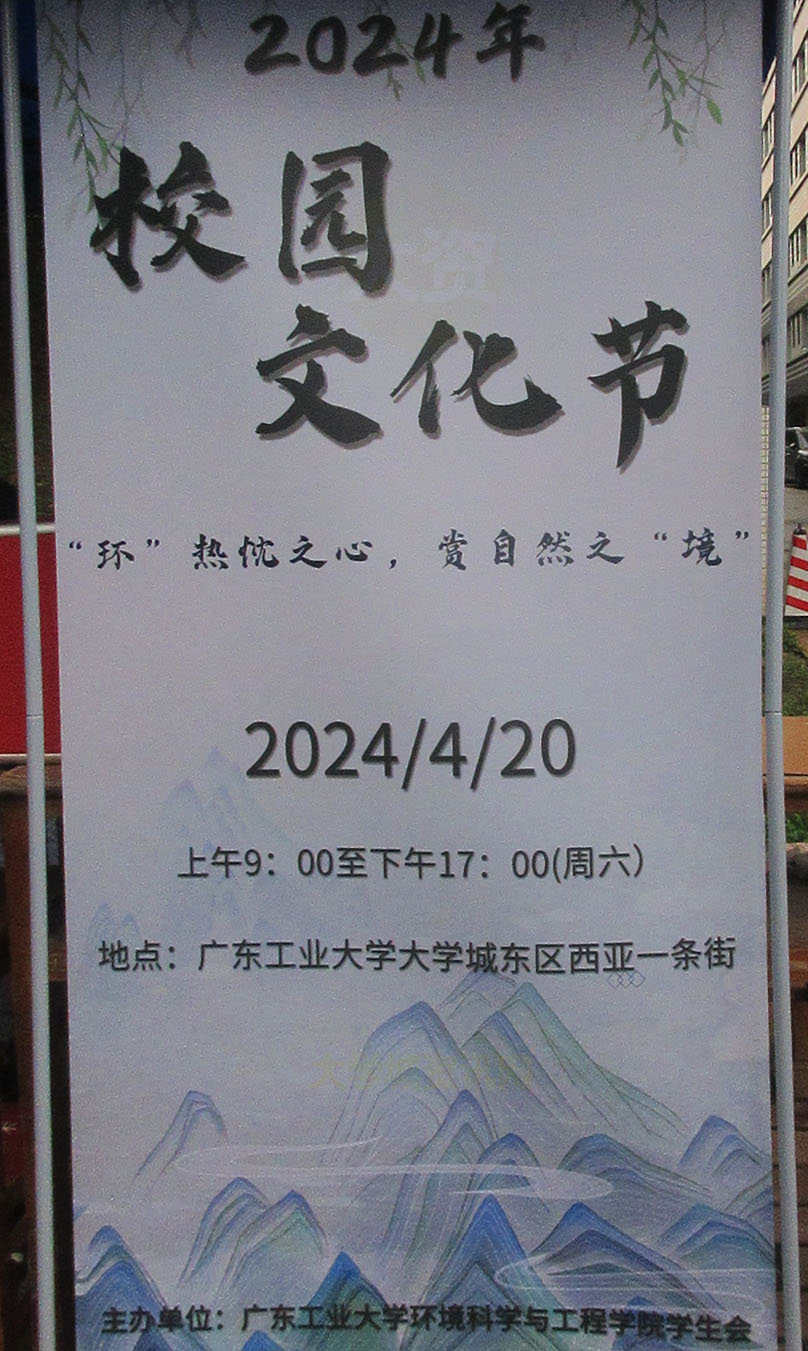 2024年
校园
文化节
“环”热忱之心，赏自然之“境”
2024/4/20
上午9：00至下午17：00(周六）
地点：广东工业大学大学城东区西亚一条街
主办单位：广东工业大学环境科学与工程学院学生会